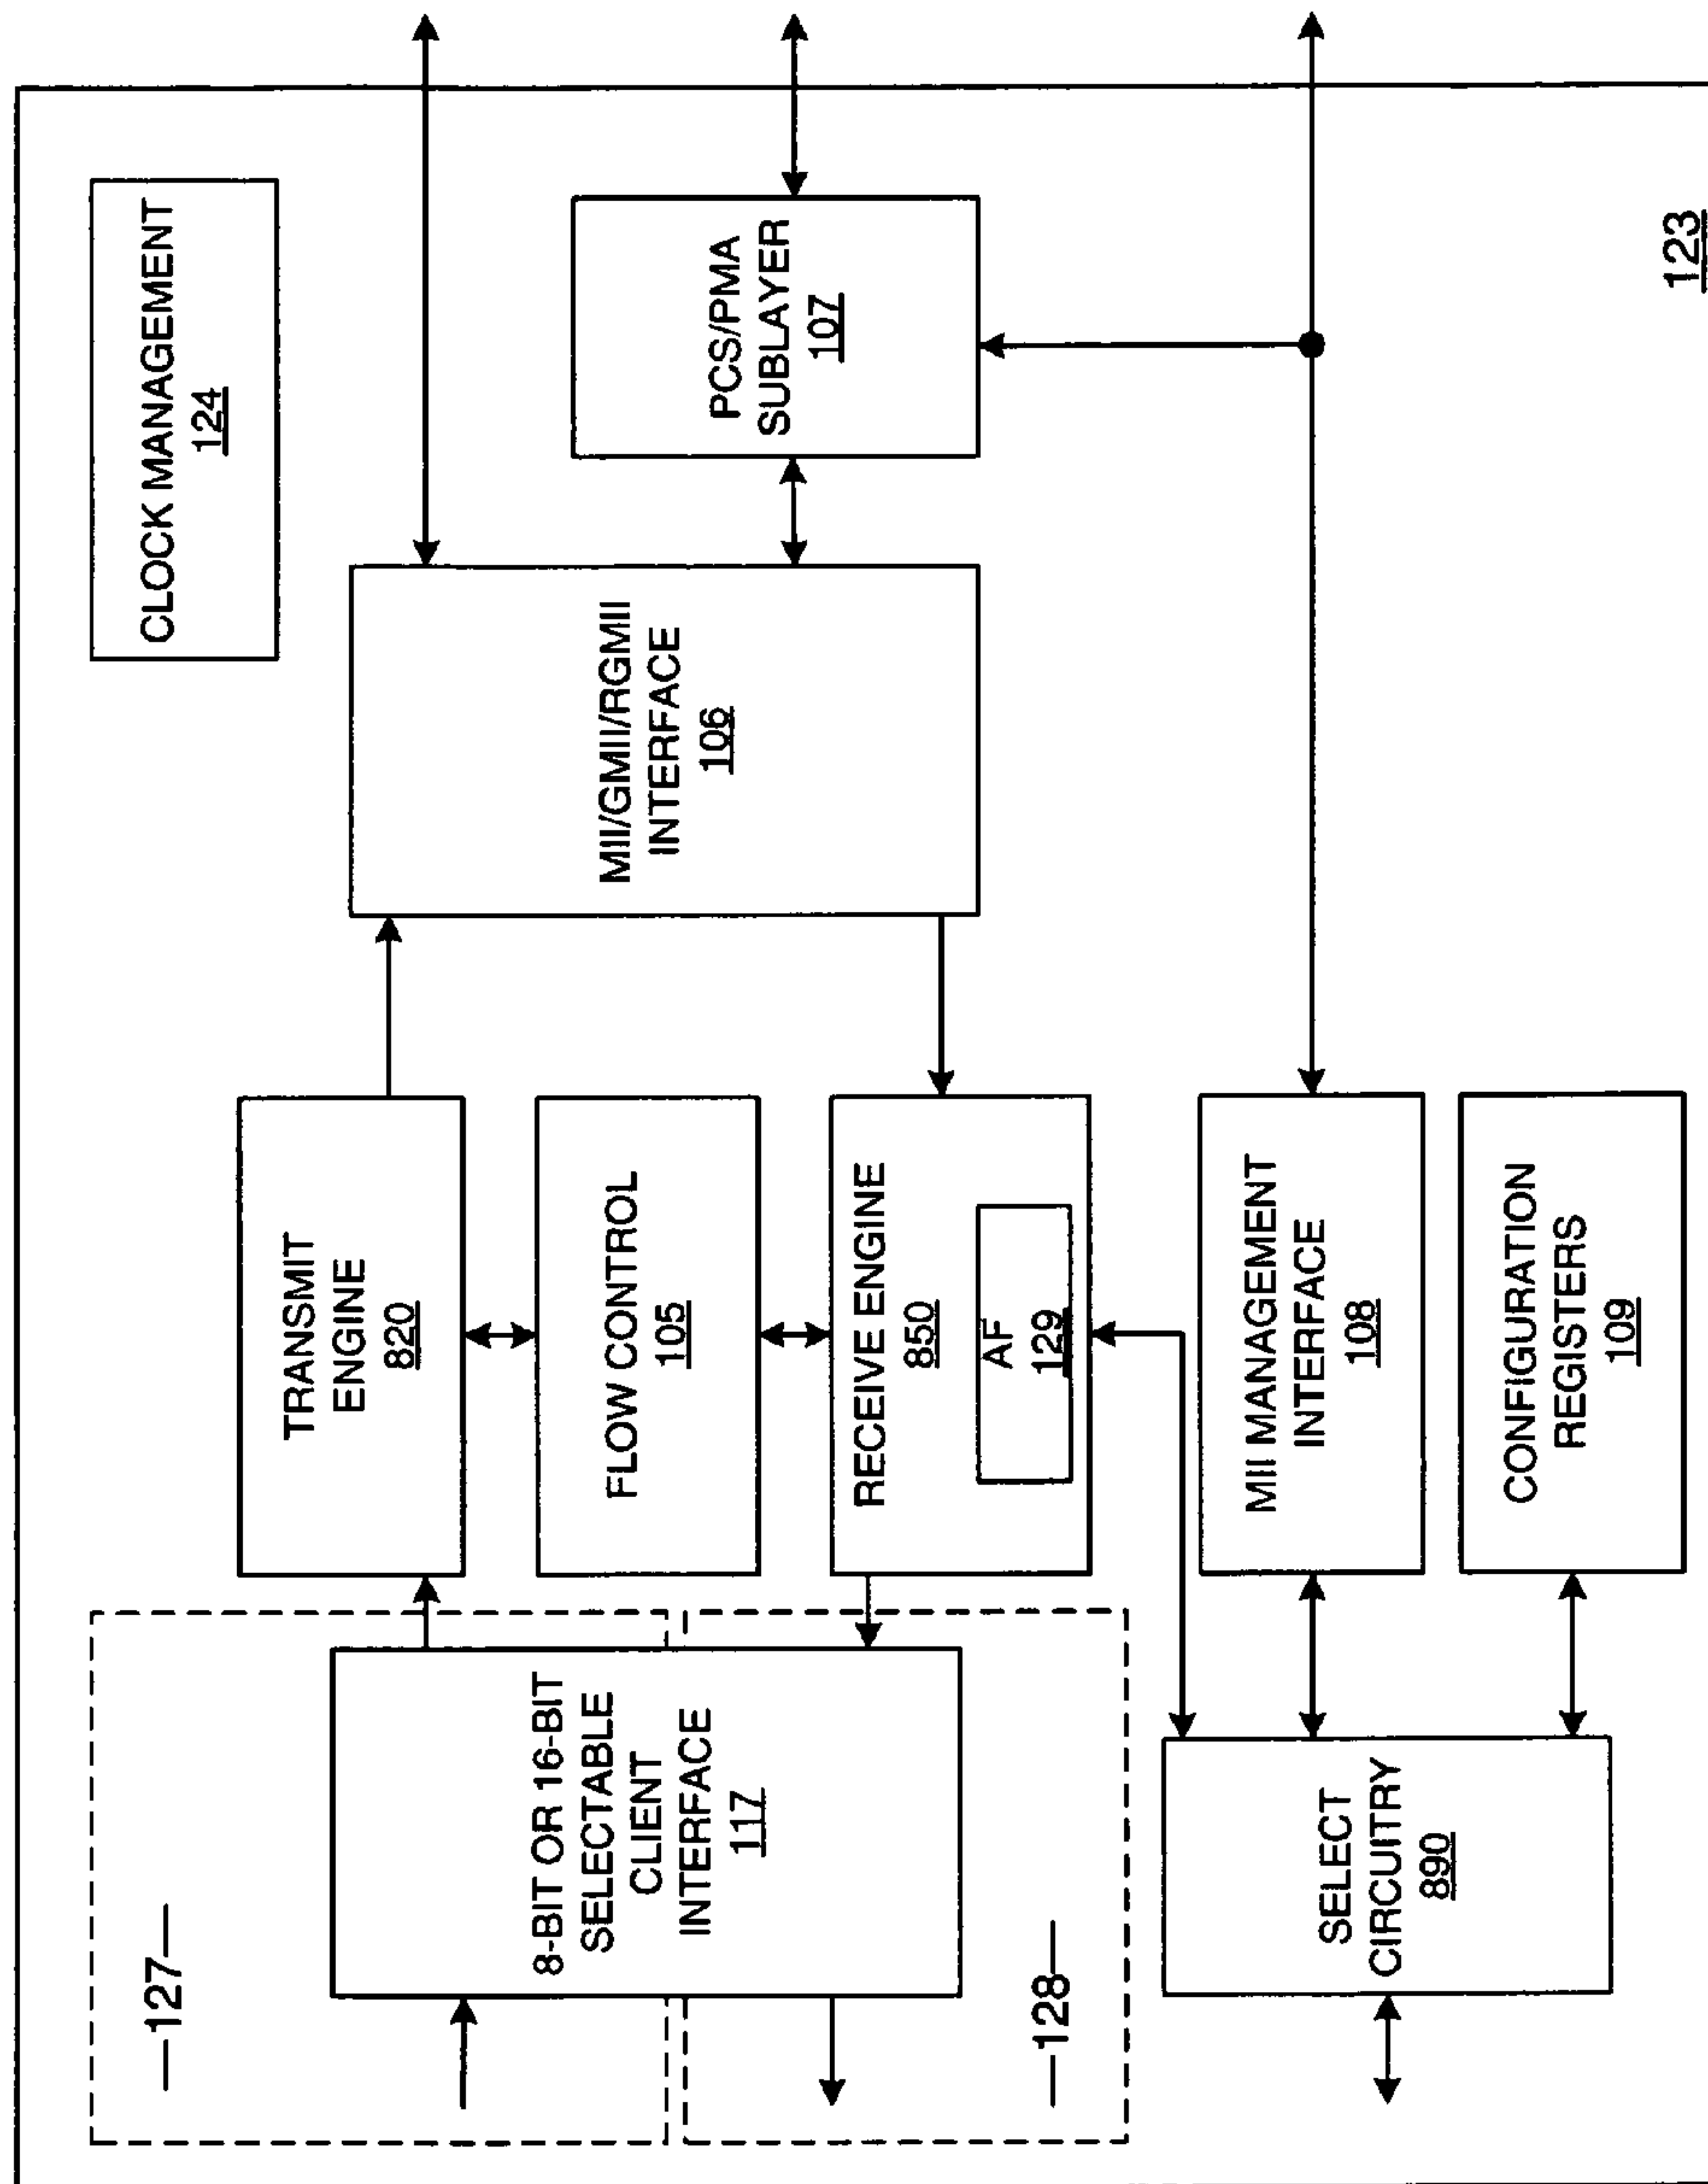 CLOCK MANAGEMENT
124
—127—
TRANSMIT
ENGINE
820
8-BIT OR 16-BIT
SELECTABLE
CLIENT
INTERFACE
117
FLOW CONTROL
105
MII/GMII/RGMII
INTERFACE
106
PCS/PMA
SUBLAYER
107
RECEIVE ENGINE
850
AF
129
—128—
MII MANAGEMENT
INTERFACE
108
SELECT
CIRCUITRY
890
CONFIGURATION
REGISTERS
109
123